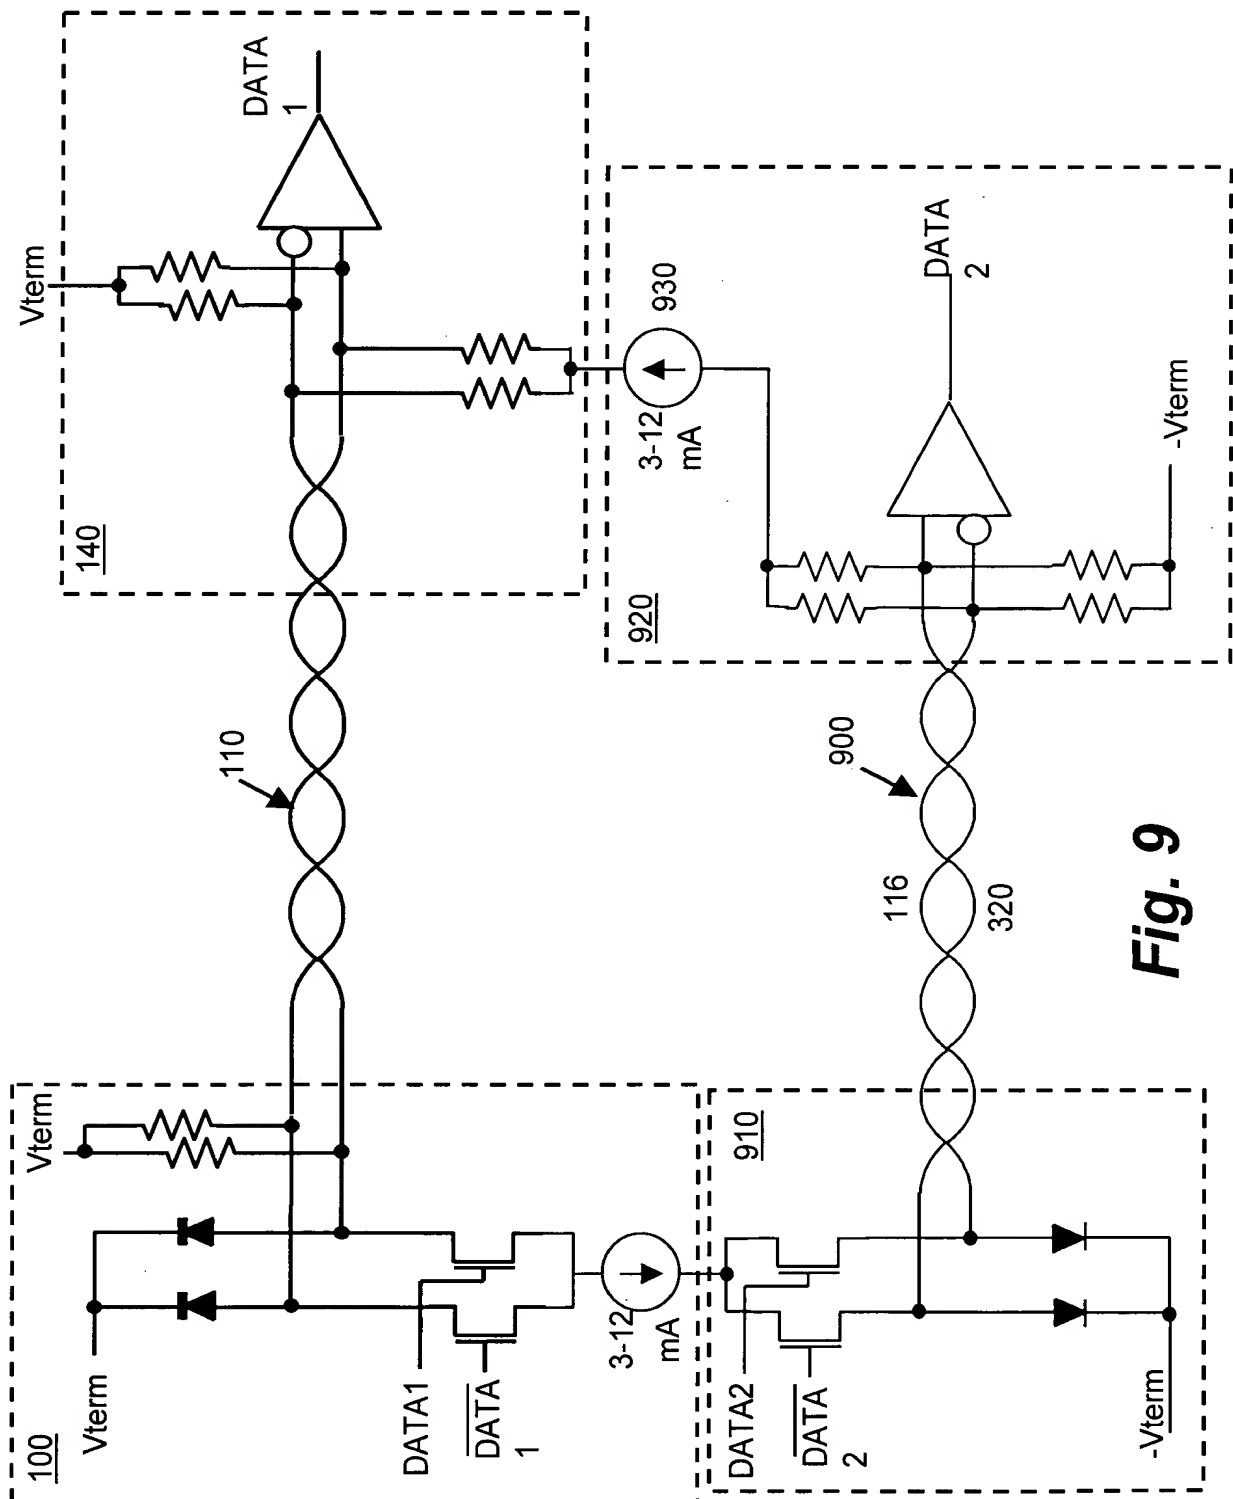 140
DATA
1
Vterm
930
3-12
mA
DATA
2
-Vterm
920
110
900
116
320
Vterm
910
Vterm
100
DATA1
DATA
1
3-12
mA
DATA2
DATA
2
-Vterm
Fig. 9